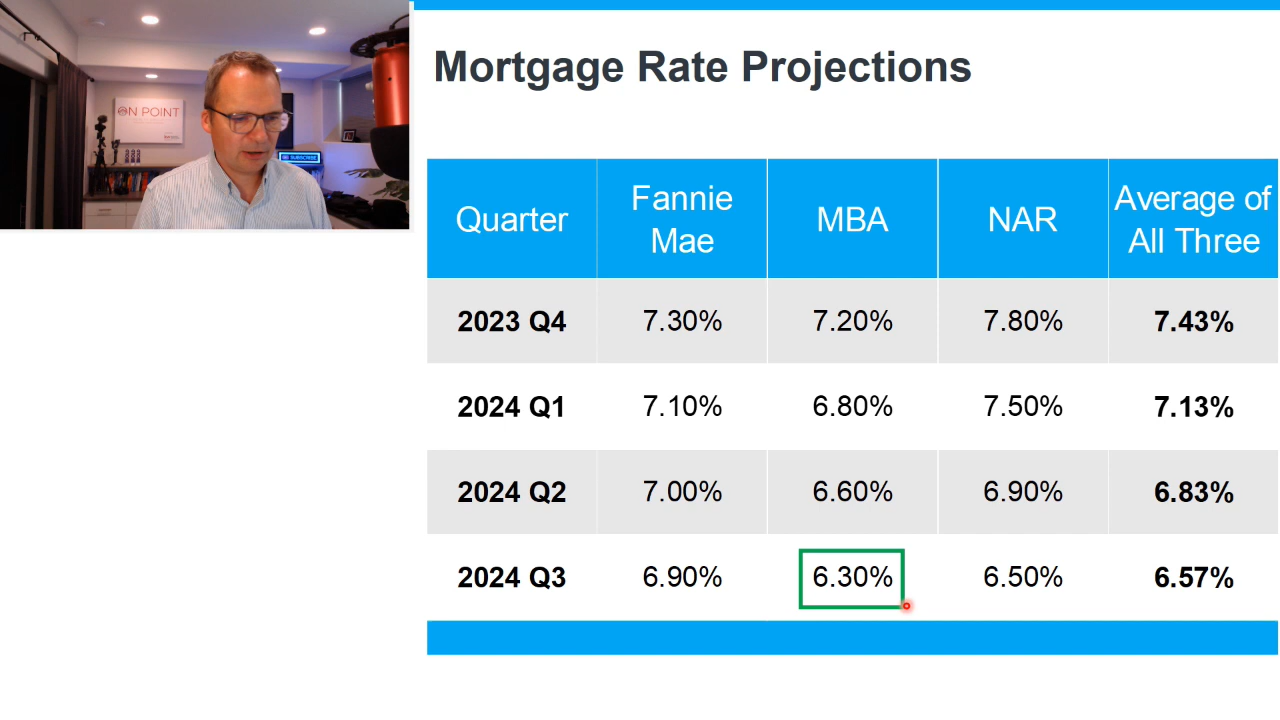 ON POINT
SUBSCRIBE
Mortgage Rate Projections
Quarter Fannie Mae MBA NAR Average of All Three
2023 Q4 7.30% 7.20% 7.80% 7.43%
2024 Q1 7.10% 6.80% 7.50% 7.13%
2024 Q2 7.00% 6.60% 6.90% 6.83%
2024 Q3 6.90% 6.30% 6.50% 6.57%